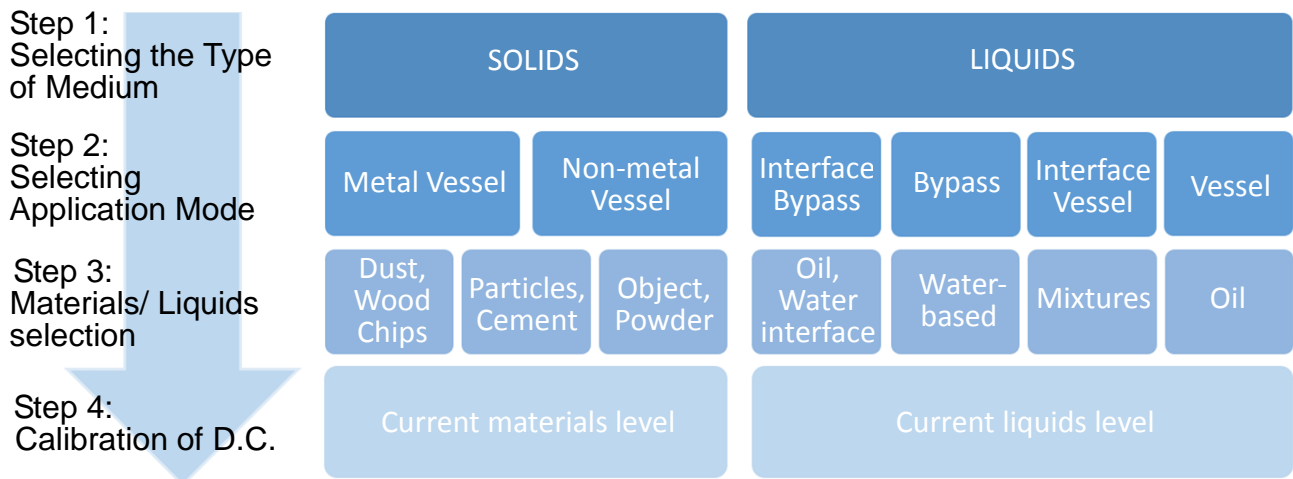 Step 1:
Selecting the Type
of Medium
SOLIDS
LIQUIDS
Step 2:
Selecting
Application Mode
Metal Vessel
Non-metal
Vessel
Interface
Bypass
Bypass
Interface
Vessel
Vessel
Step 3:
Materials/ Liquids
selection
Dust,
Wood
Chips
Particles,
Cement
Object,
Powder
Oil,
Water
interface
Water-
based
Mixtures
Oil
Step 4:
Calibration of D.C.
Current materials level
Current liquids level